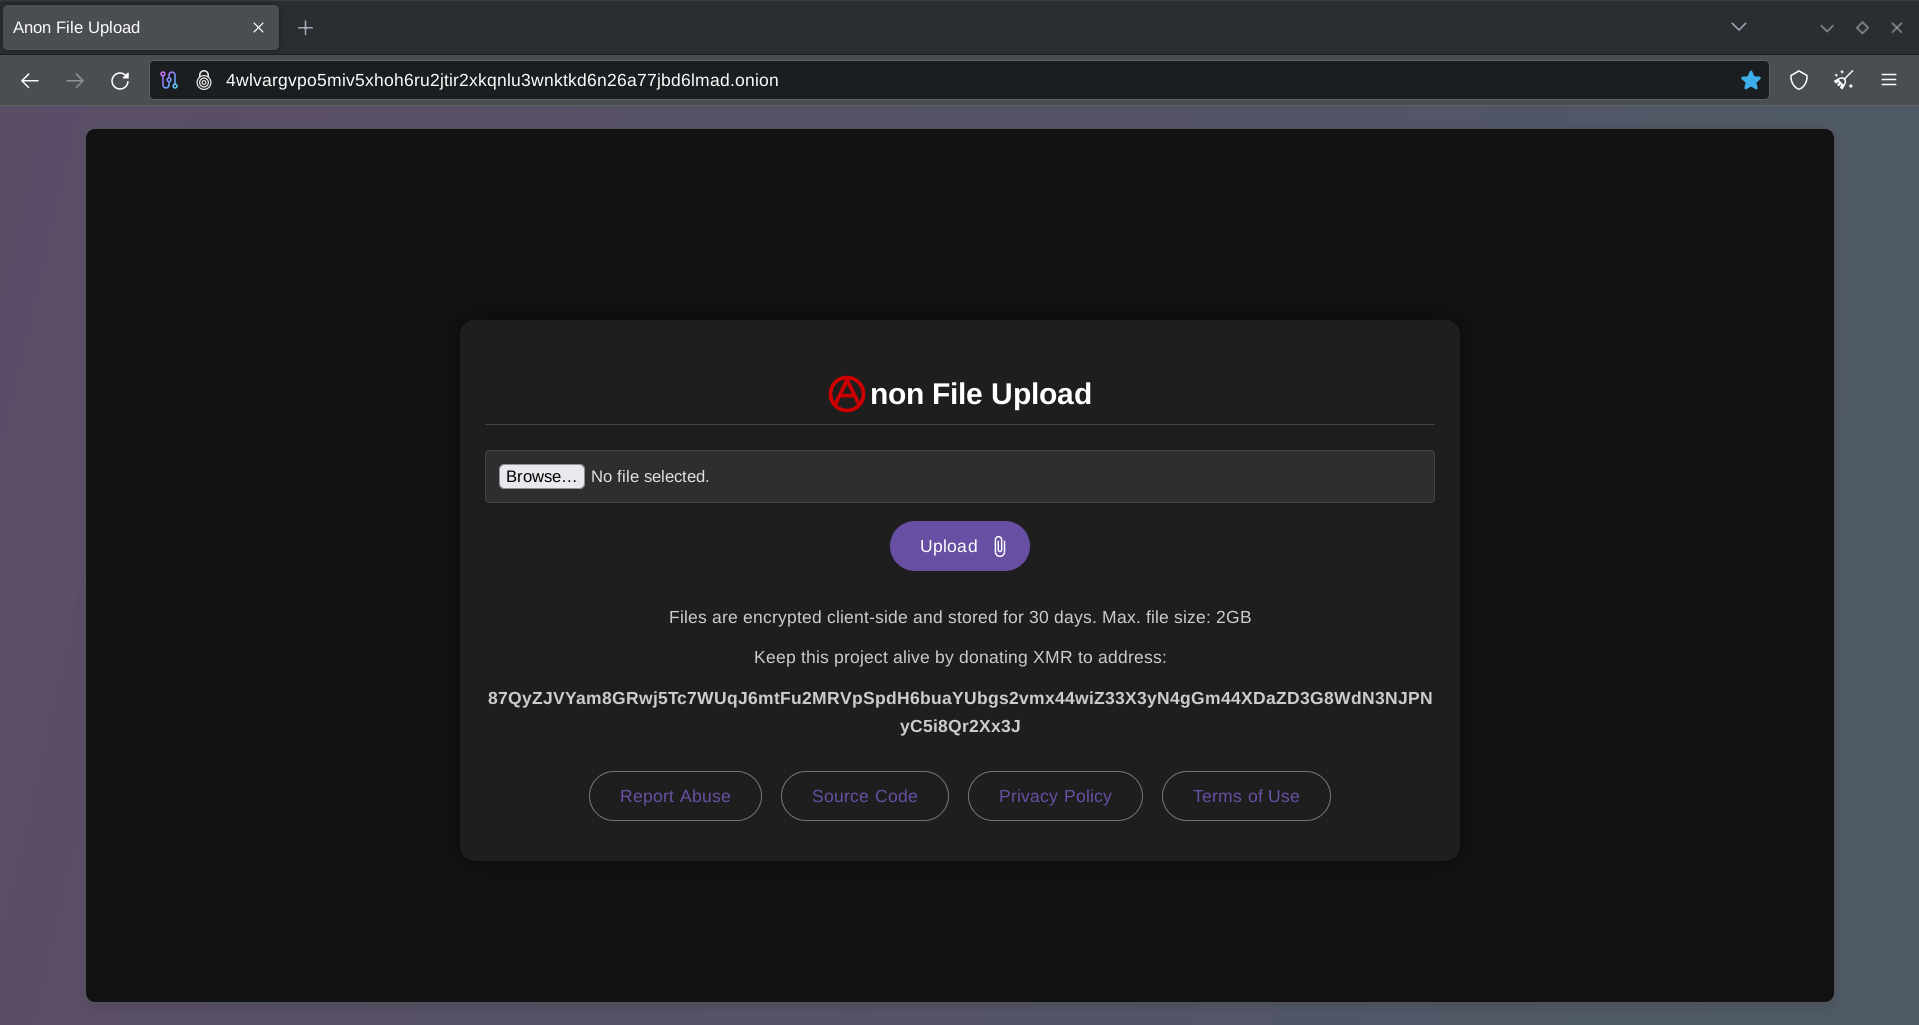 Anon File Upload
4wlvargvpo5miv5xhoh6ru2jtir2xkqnlu3wnktkd6n26a77jbd6lmad.onion
Anon File Upload
Browse... No file selected.
Upload
Files are encrypted client-side and stored for 30 days. Max. file size: 2GB
Keep this project alive by donating XMR to address:
87QyZJVYam8GRwj5Tc7WUqJ6mtFu2MRVpSpdH6buaYUbgs2vmx44wiZ33X3yN4gGm44XDaZD3G8WdN3NJPN
yC5i8Qr2Xx3J
Report Abuse Source Code Privacy Policy Terms of Use